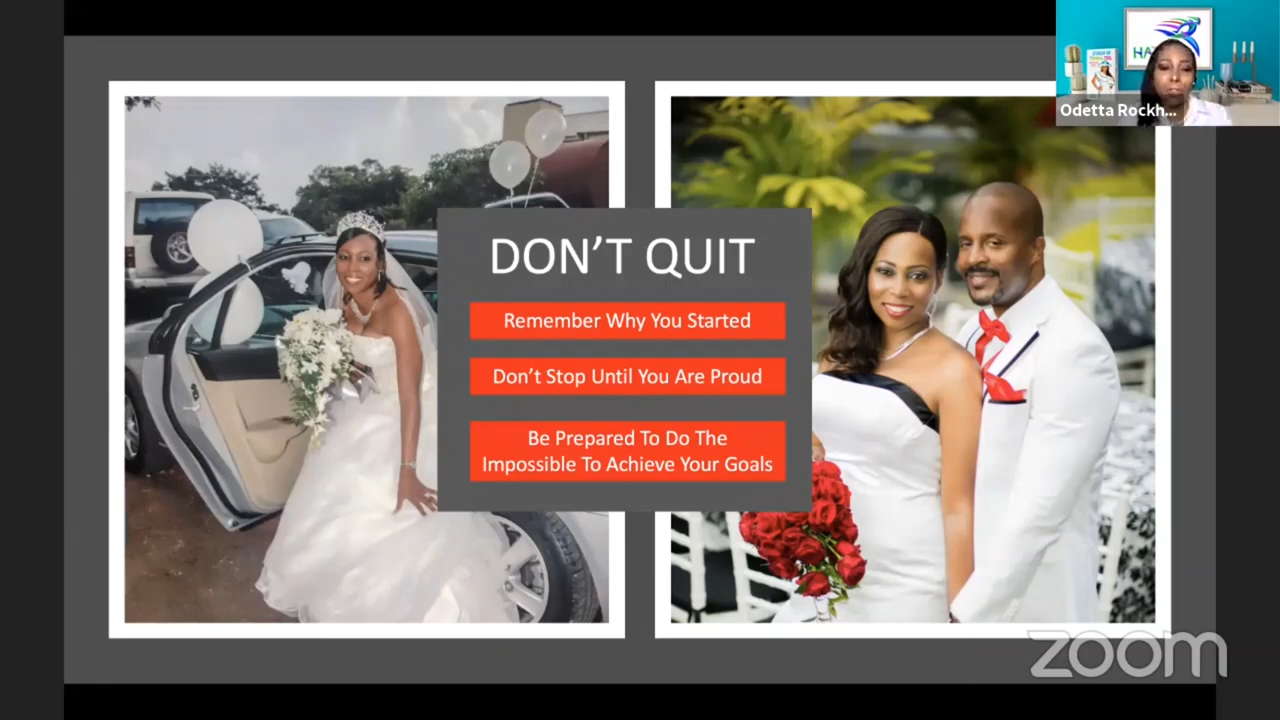 DON'T QUIT
Remember Why You Started
Don't Stop Until You Are Proud
Be Prepared To Do The
Impossible To Achieve Your Goals
Odetta Rockh...
zoom